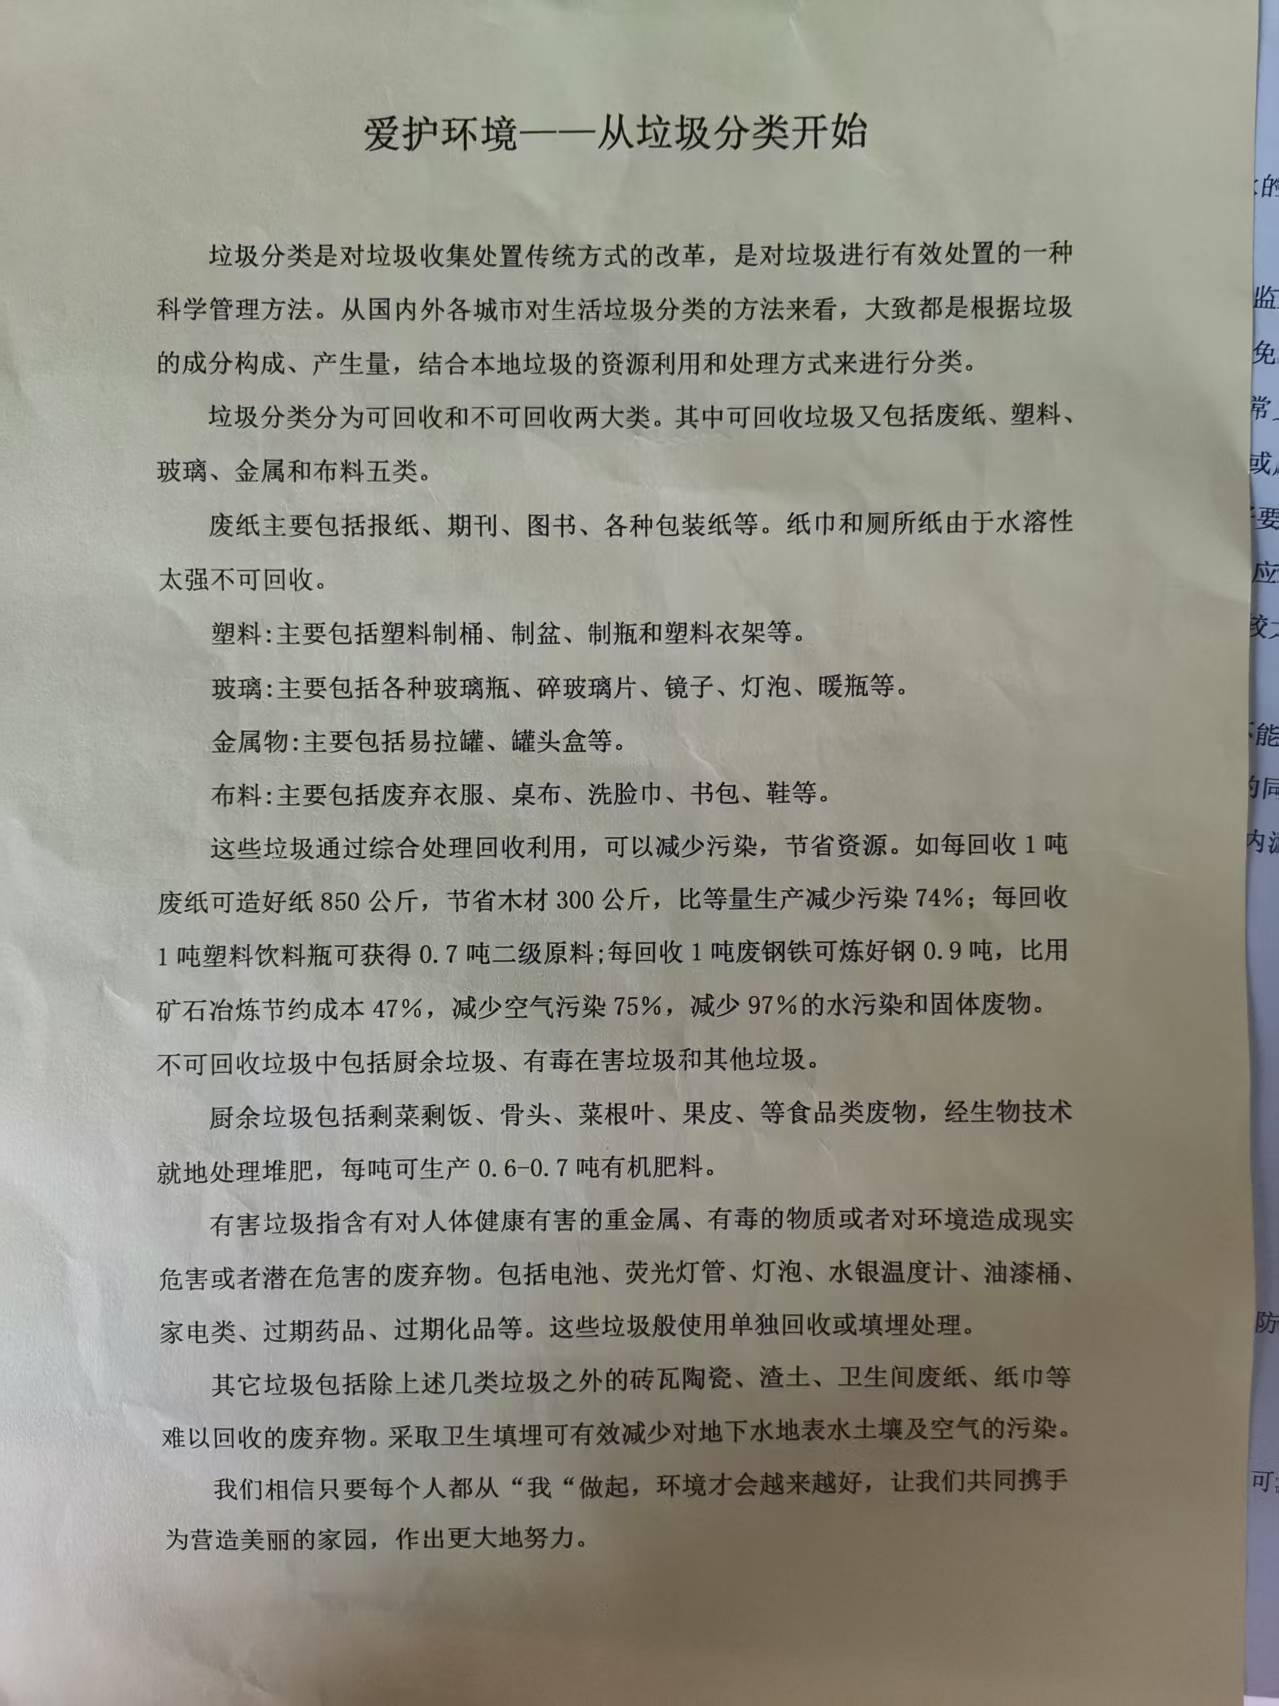 爱护环境——从垃圾分类开始
垃圾分类是对垃圾收集处置传统方式的改革，是对垃圾进行有效处置的一种
科学管理方法。从国内外各城市对生活垃圾分类的方法来看，大致都是根据垃圾
的成分构成、产生量，结合本地垃圾的资源利用和处理方式来进行分类。
垃圾分类分为可回收和不可回收两大类。其中可回收垃圾又包括废纸、塑料、
玻璃、金属和布料五类。
废纸主要包括报纸、期刊、图书、各种包装纸等。纸巾和厕所纸由于水溶性
太强不可回收。
塑料:主要包括塑料制桶、制盆、制瓶和塑料衣架等。
玻璃:主要包括各种玻璃瓶、碎玻璃片、镜子、灯泡、暖瓶等。
金属物:主要包括易拉罐、罐头盒等。
布料:主要包括废弃衣服、桌布、洗脸巾、书包、鞋等。
这些垃圾通过综合处理回收利用，可以减少污染，节省资源。如每回收1吨
废纸可造好纸850公斤，节省木材300公斤，比等量生产减少污染74%；每回收
1吨塑料饮料瓶可获得0.7吨二级原料;每回收1吨废钢铁可炼好钢0.9吨，比用
矿石冶炼节约成本47%，减少空气污染75%，减少97%的水污染和固体废物。
不可回收垃圾中包括厨余垃圾、有毒在害垃圾和其他垃圾。
厨余垃圾包括剩菜剩饭、骨头、菜根叶、果皮、等食品类废物，经生物技术
就地处理堆肥，每吨可生产0.6-0.7吨有机肥料。
有害垃圾指含有对人体健康有害的重金属、有毒的物质或者对环境造成现实
危害或者潜在危害的废弃物。包括电池、荧光灯管、灯泡、水银温度计、油漆桶、
家电类、过期药品、过期化品等。这些垃圾般使用单独回收或填埋处理。
其它垃圾包括除上述几类垃圾之外的砖瓦陶瓷、渣土、卫生间废纸、纸巾等
难以回收的废弃物。采取卫生填埋可有效减少对地下水地表水土壤及空气的污染。
我们相信只要每个人都从“我“做起，环境才会越来越好，让我们共同携手
为营造美丽的家园，作出更大地努力。
的
监
免
常
或
要
应
较
能
的同
内
防
可